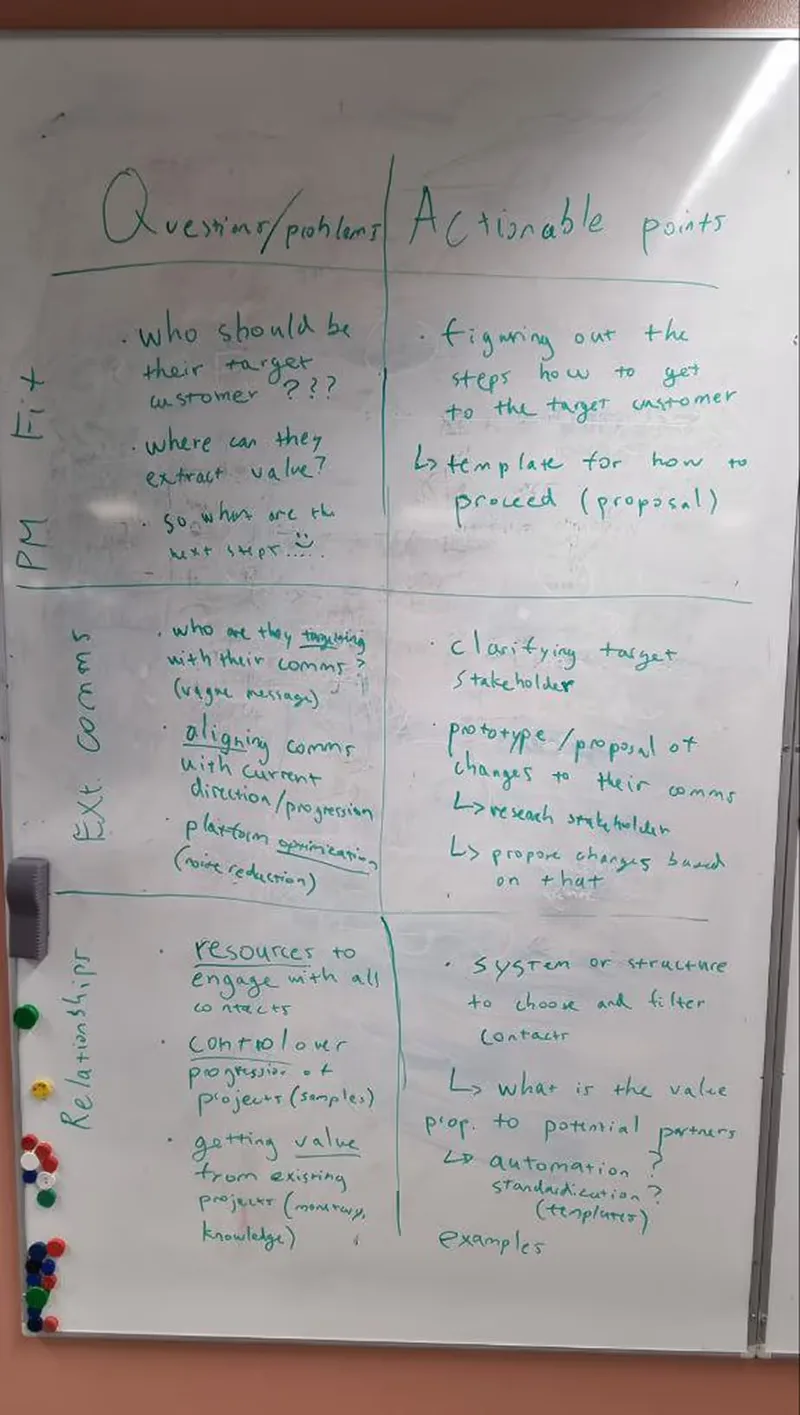 Questions/problems
Actionable points
PM Fit
· who should be
their target
customer ???
· where can they
extract value?
· so what are the
next steps.....
· figuring out the
steps how to get
to the target customer
↳ template for how to
proceed (proposal)
Ext. comms
· who are they targeting
with their comms?
(vague message)
· aligning comms
with current
direction/progression
· platform optimization
(noise reduction)
· clarifying target
stakeholder
· prototype/proposal of
changes to their comms
↳ research stakeholder
↳ propose changes based
on that
Relationships
· resources to
engage with all
contacts
· control over
progression of
projects (samples)
· getting value
from existing
projects (monetary,
knowledge)
· system or structure
to choose and filter
contacts
↳ what is the value
prop. to potential partners
↳ automation?
standardization?
(templates)
examples